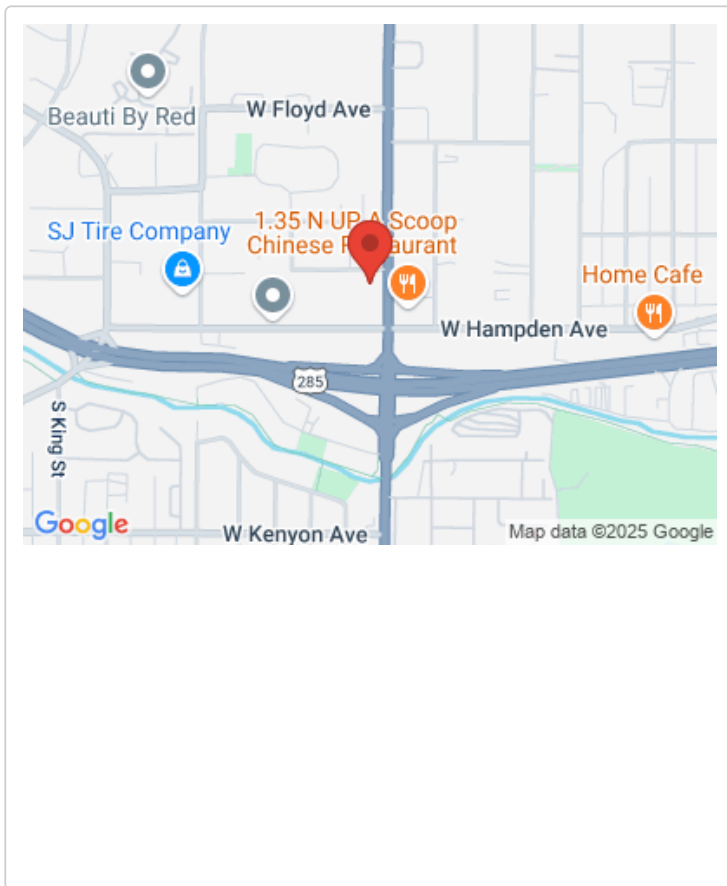 W Floyd Ave
Beauti By Red
1.35 N UP A Scoop
SJ Tire Company
Chinese
Home Cafe
W Hampden Ave
285
S King St
Google
W Kenyon Ave
Map data ©2025 Google